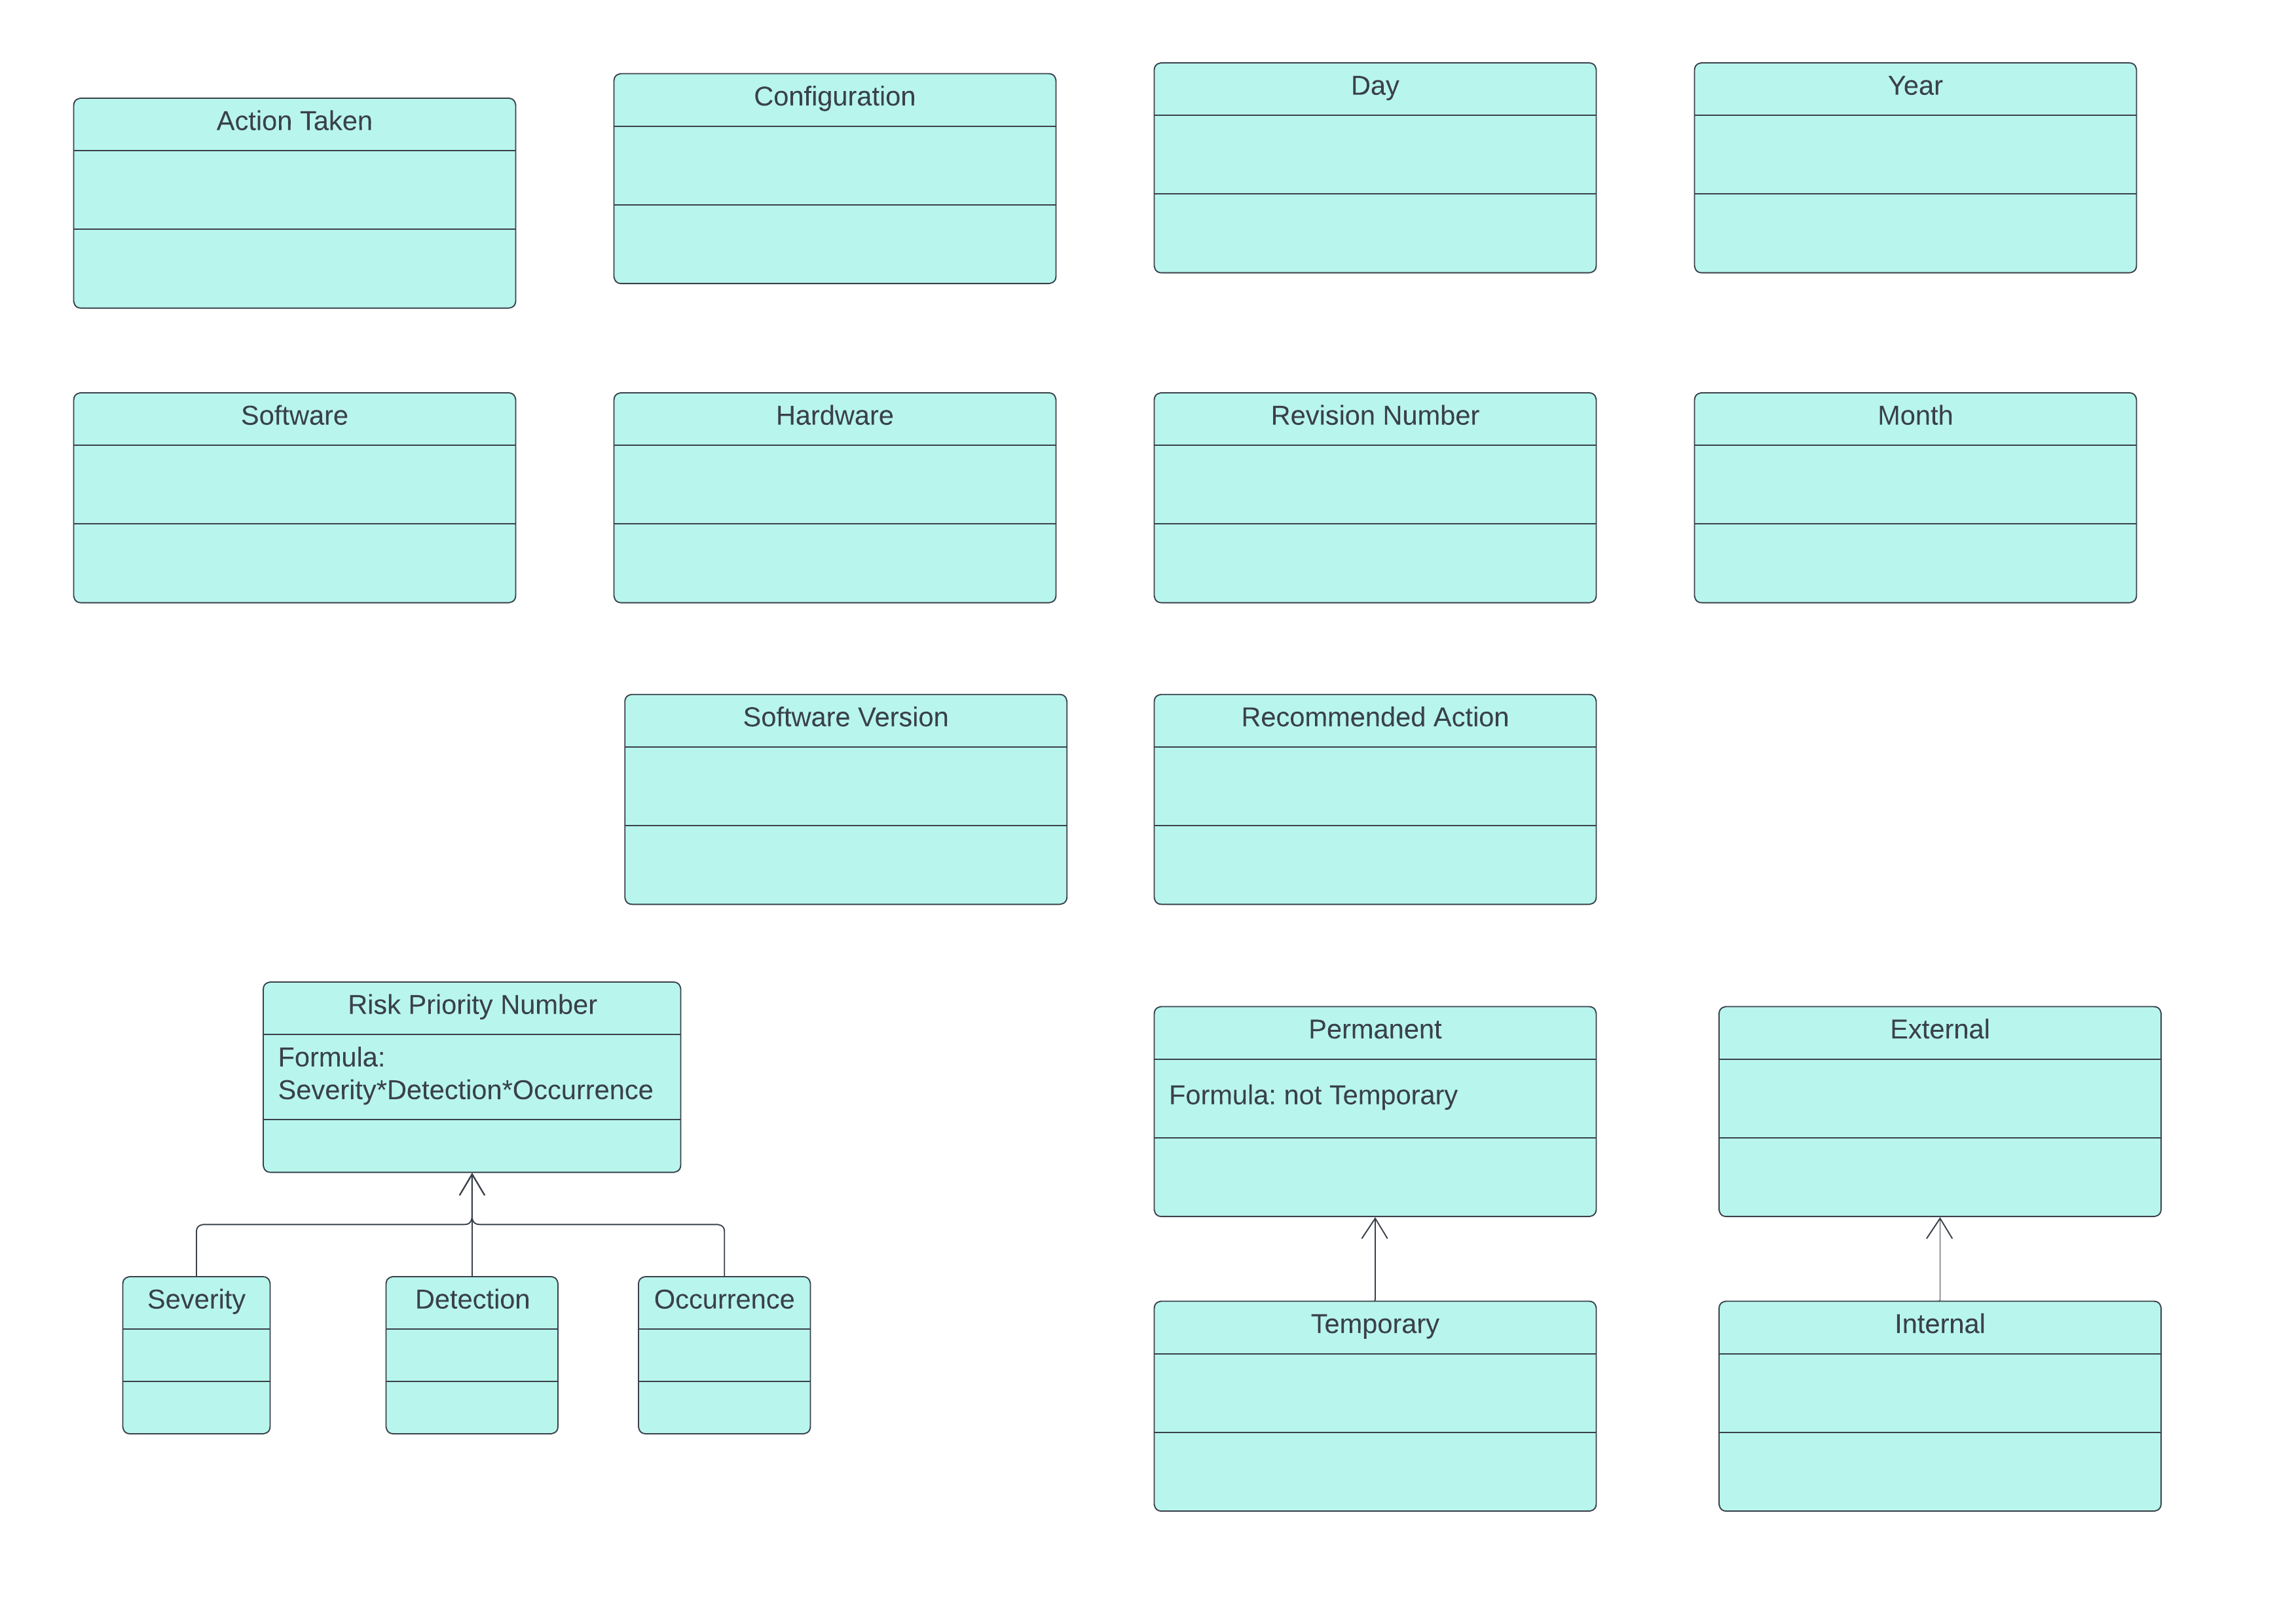 Action Taken
Configuration
Day
Year
Software
Hardware
Revision Number
Month
Software Version
Recommended Action
Risk Priority Number
Formula:
Severity*Detection*Occurrence
Permanent
Formula: not Temporary
External
Severity
Detection
Occurrence
Temporary
Internal